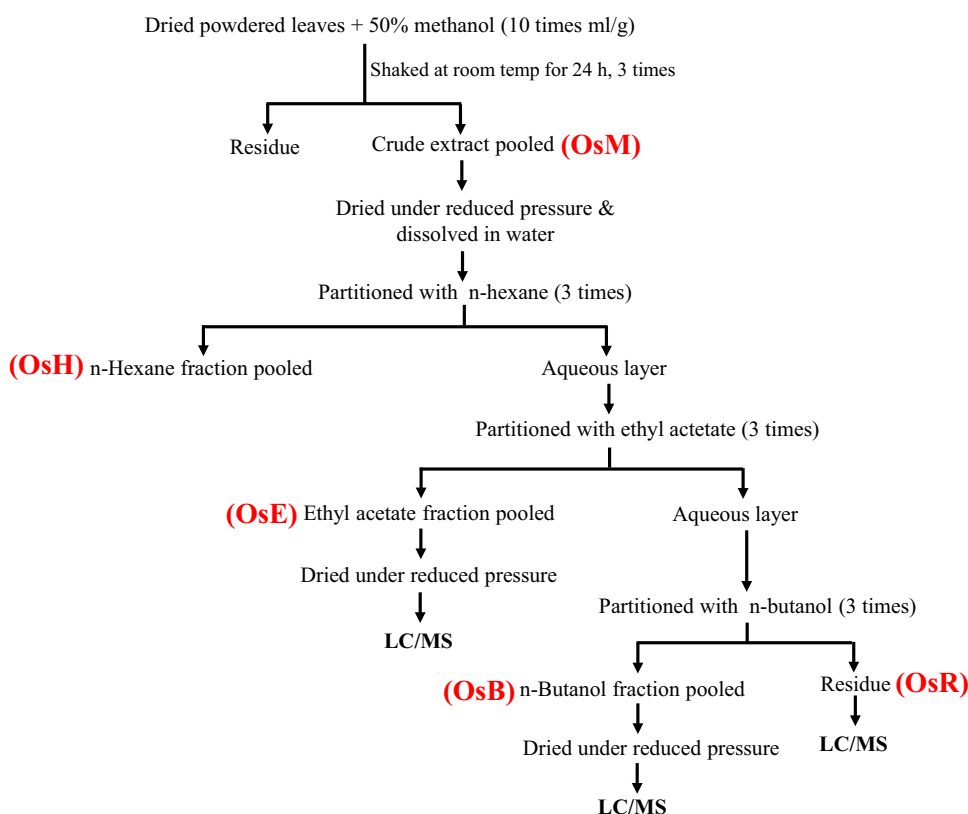 Dried powdered leaves + 50% methanol (10 times ml/g)
Shaked at room temp for 24 h, 3 times
Residue
Crude extract pooled (OsM)
Dried under reduced pressure &
dissolved in water
Partitioned with n-hexane (3 times)
(OsH) n-Hexane fraction pooled
Aqueous layer
Partitioned with ethyl actetate (3 times)
(OsE) Ethyl acetate fraction pooled
Aqueous layer
Dried under reduced pressure
Partitioned with n-butanol (3 times)
LC/MS
(OsB) n-Butanol fraction pooled
Residue (OsR)
Dried under reduced pressure
LC/MS
LC/MS